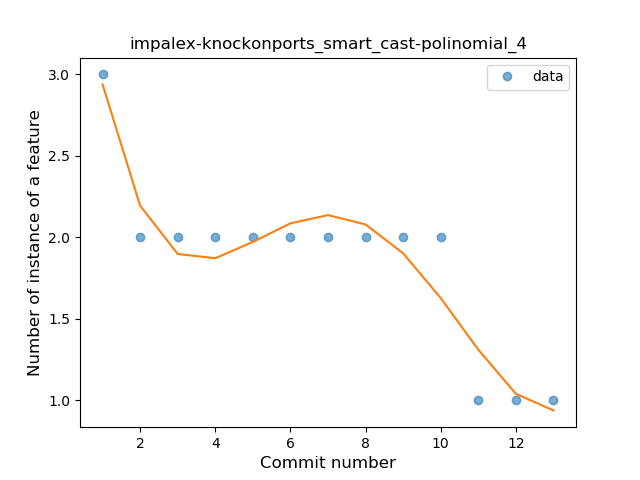 impalex-knockonports_smart_cast-polinomial_4
data
Number of instance of a feature
3.0
2.5
2.0
1.5
1.0
2 4 6 8 10 12
Commit number